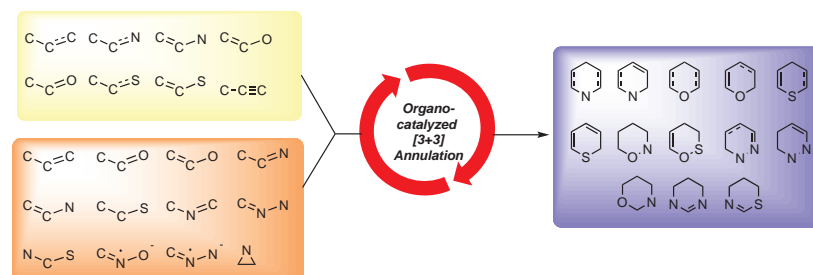 C C C C C N C C N C C O
C C O C C S C C S C-C≡C
Organo-
catalyzed
[3+3]
Annulation
C C C C C O C C O C C N
C C N C C S C N C C N N
N C S C N O - C N N - N
N N O O S
S O N O S N N N N
O N N N N S